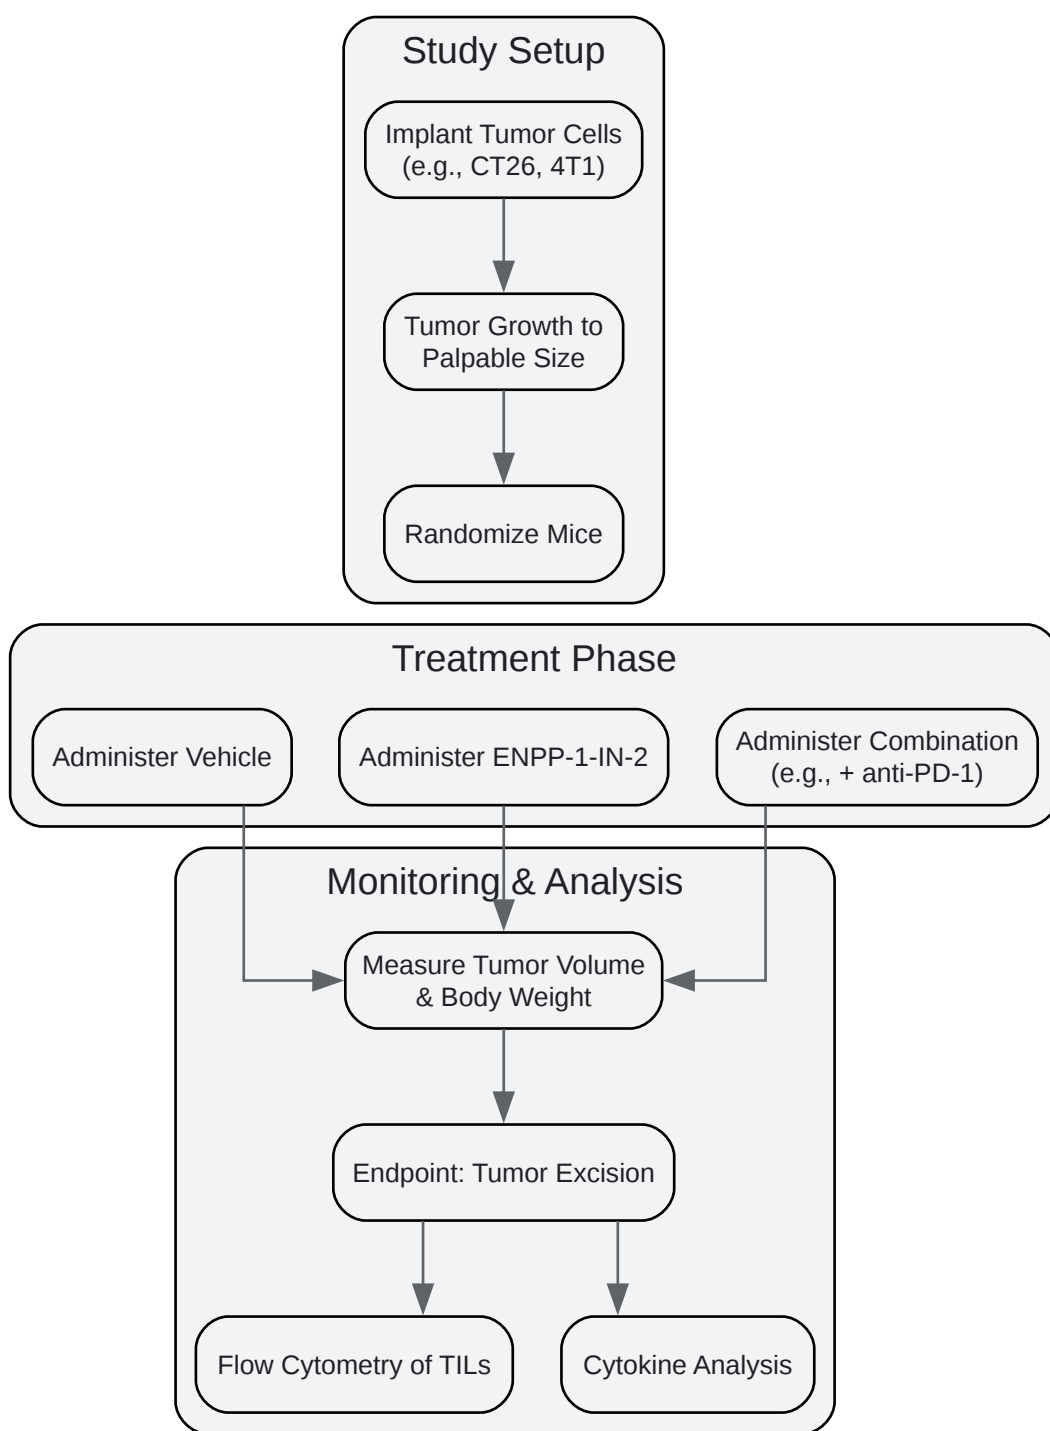 Study Setup
Implant Tumor Cells
(e.g., CT26, 4T1)
Tumor Growth to
Palpable Size
Randomize Mice
Treatment Phase
Administer Vehicle
Administer ENPP-1-IN-2
Administer Combination
(e.g., + anti-PD-1)
Monitoring & Analysis
Measure Tumor Volume
& Body Weight
Endpoint: Tumor Excision
Flow Cytometry of TILs
Cytokine Analysis